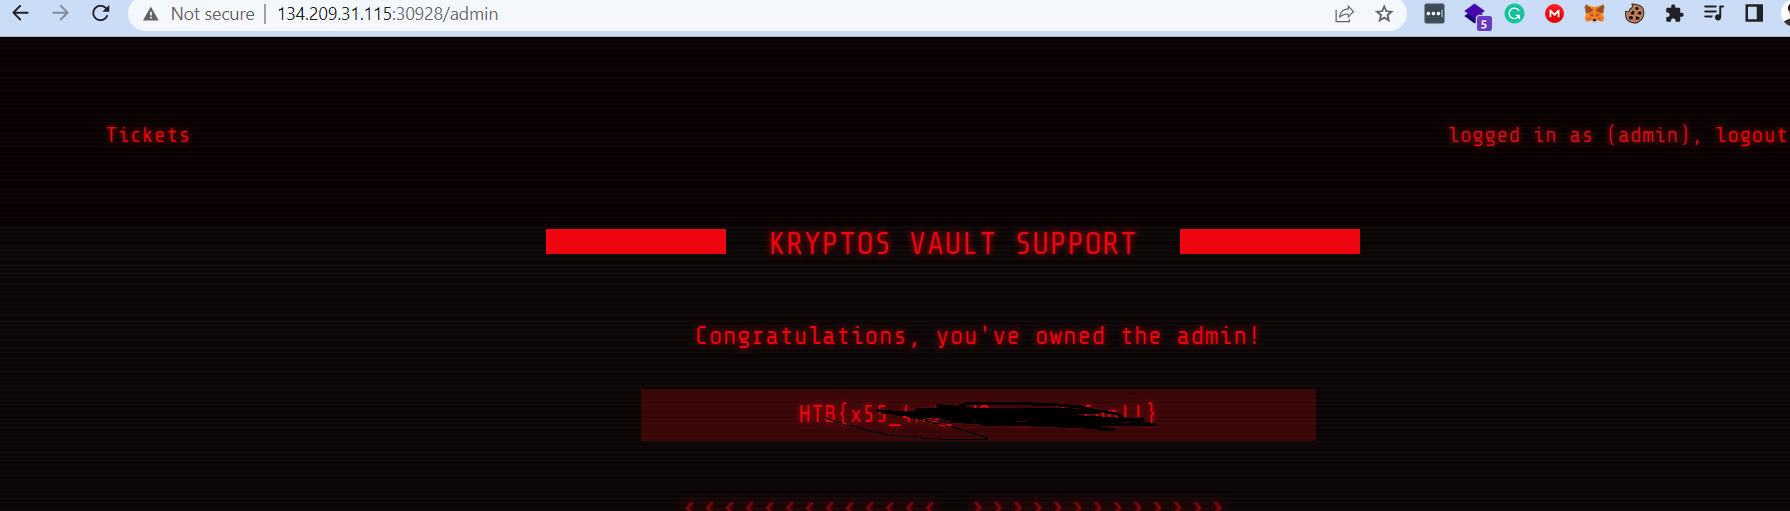 Not secure | 134.209.31.115:30928/admin
5
Tickets
logged in as (admin), logout
KRYPTOS VAULT SUPPORT
Congratulations, you've owned the admin!
HTB{x55_
<<<<<<<<<<<<< >>>>>>>>>>>>>